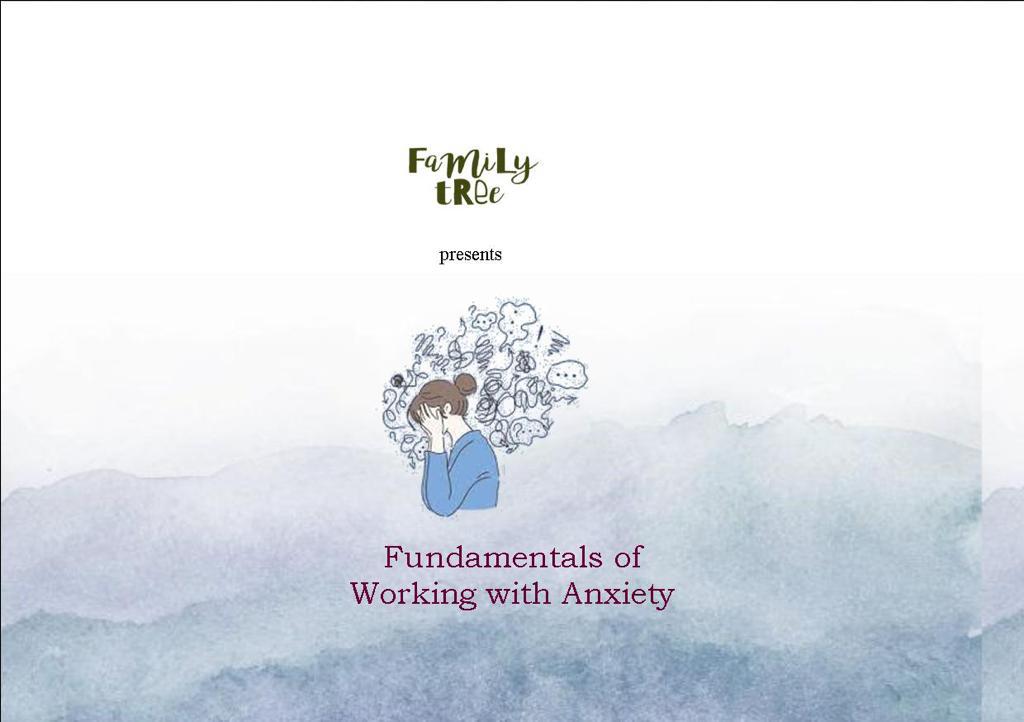 FaMiLy
tRee
presents
Fundamentals of
Working with Anxiety